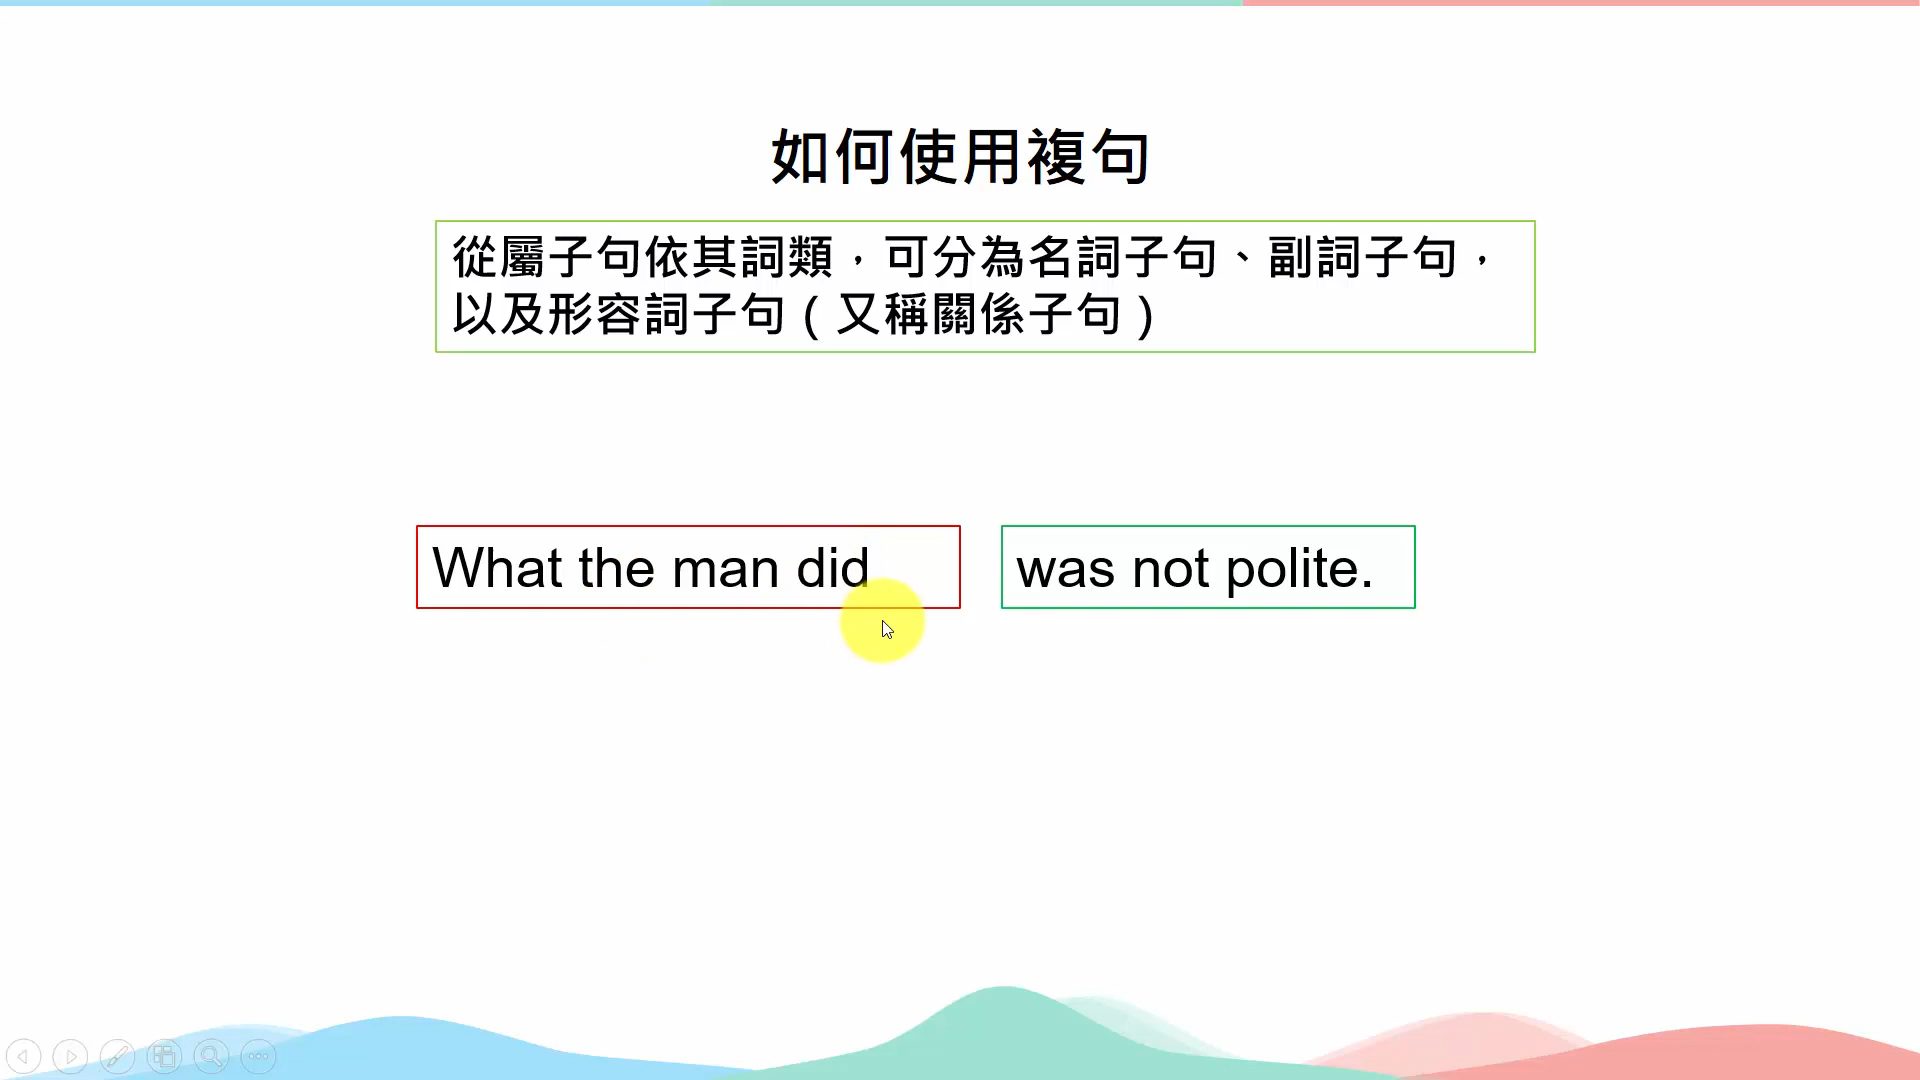 如何使用複句
從屬子句依其詞類，可分為名詞子句、副詞子句，
以及形容詞子句（又稱關係子句）
What the man did
was not polite.